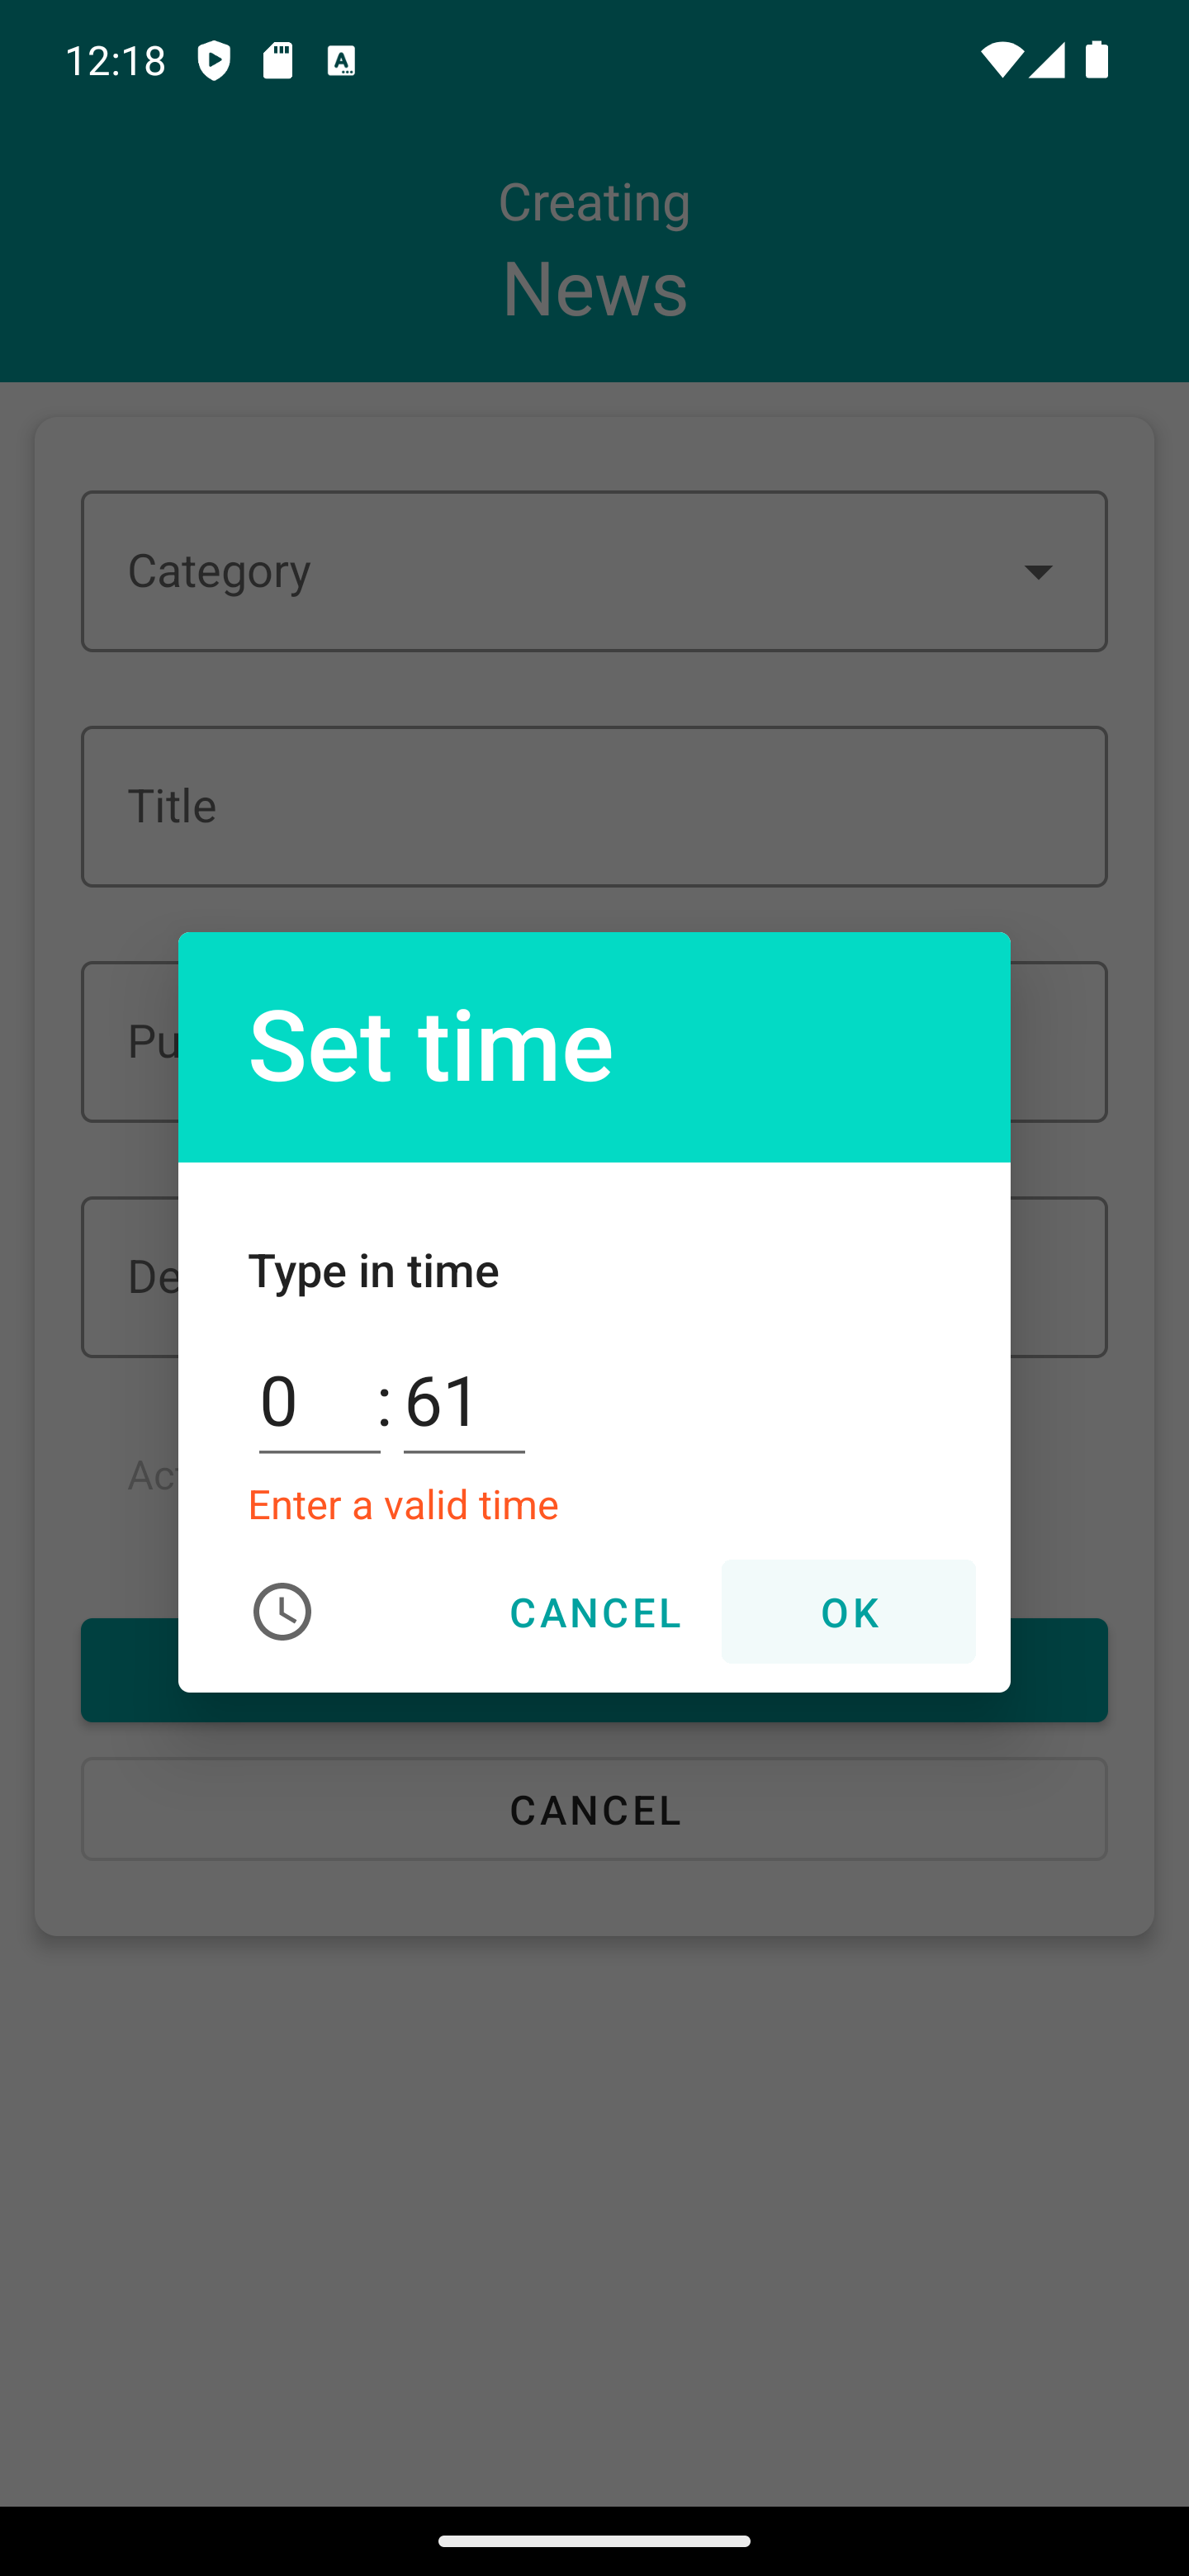 12:18
Creating
News
Category
Title
Pu
Set time
De
Type in time
0 : 61
Enter a valid time
Ac
CANCEL OK
CANCEL